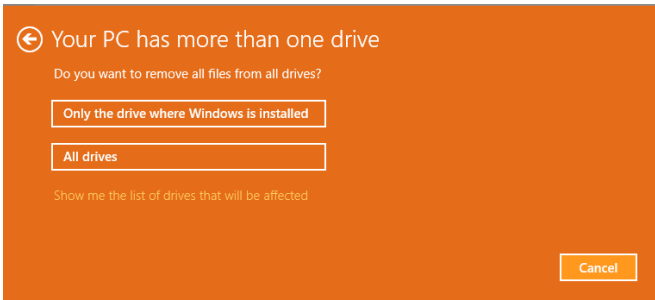 Your PC has more than one drive
Do you want to remove all files from all drives?
Only the drive where Windows is installed
All drives
Show me the list of drives that will be affected
Cancel